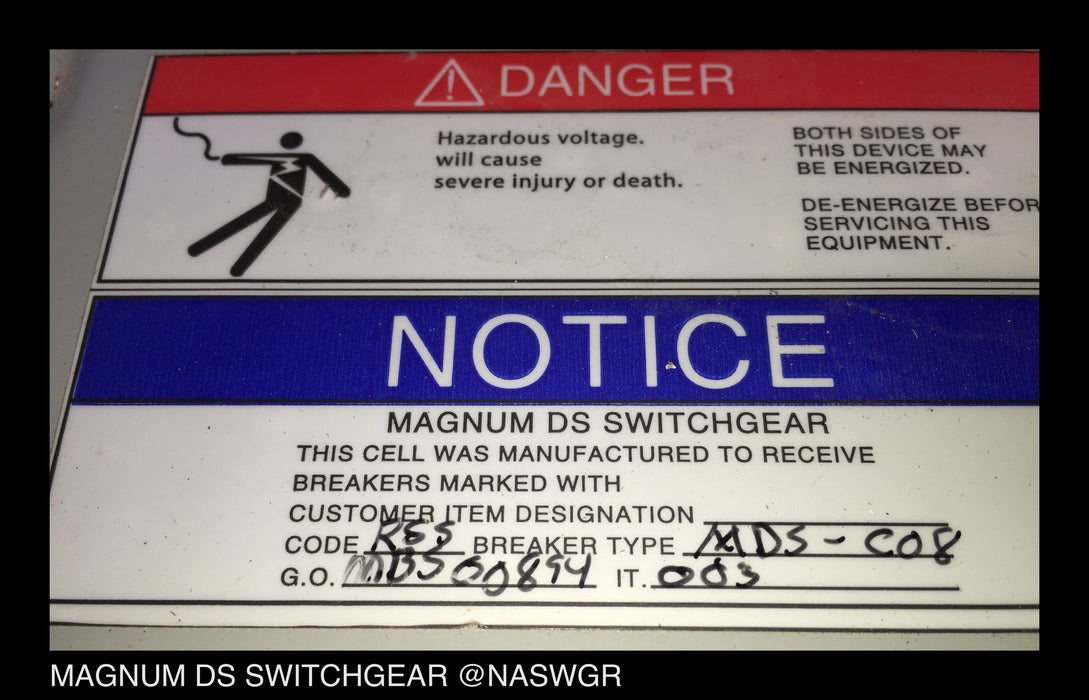 DANGER
Hazardous voltage.
will cause
severe injury or death.
BOTH SIDES OF
THIS DEVICE MAY
BE ENERGIZED.
DE-ENERGIZE BEFOR
SERVICING THIS
EQUIPMENT.
NOTICE
MAGNUM DS SWITCHGEAR
THIS CELL WAS MANUFACTURED TO RECEIVE
BREAKERS MARKED WITH
CUSTOMER ITEM DESIGNATION
CODE RSS BREAKER TYPE MDS-C08
G.O. IT. 003
MAGNUM DS SWITCHGEAR @NASWGR